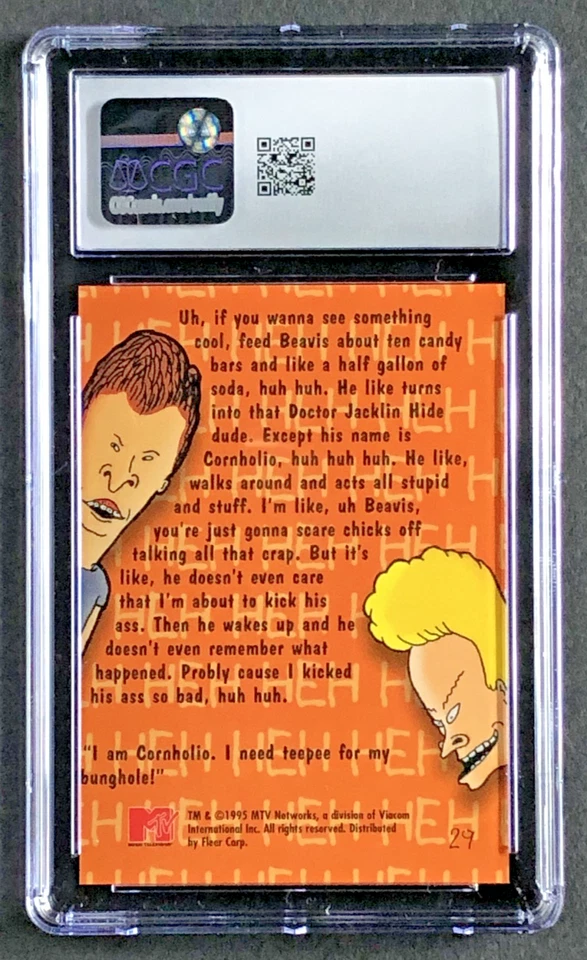 CGC
Uh, if you wanna see something
cool, feed Beavis about ten candy
bars and like a half gallon of
soda, huh huh. He like turns
into that Doctor Jacklin Hide
dude. Except his name is
Cornholio, huh huh huh. He like,
walks around and acts all stupid
and stuff. I'm like, uh Beavis,
you're just gonna scare chicks off
talking all that crap. But it's
like, he doesn't even care
that I'm about to kick his
ass. Then he wakes up and he
doesn't even remember what
happened. Probly cause I kicked
his ass so bad, huh huh.
"I am Cornholio. I need teepee for my
bunghole!"
MTV
MUSIC TELEVISION
TM & ©1995 MTV Networks, a division of Viacom
International Inc. All rights reserved. Distributed
by Fleer Corp.
29